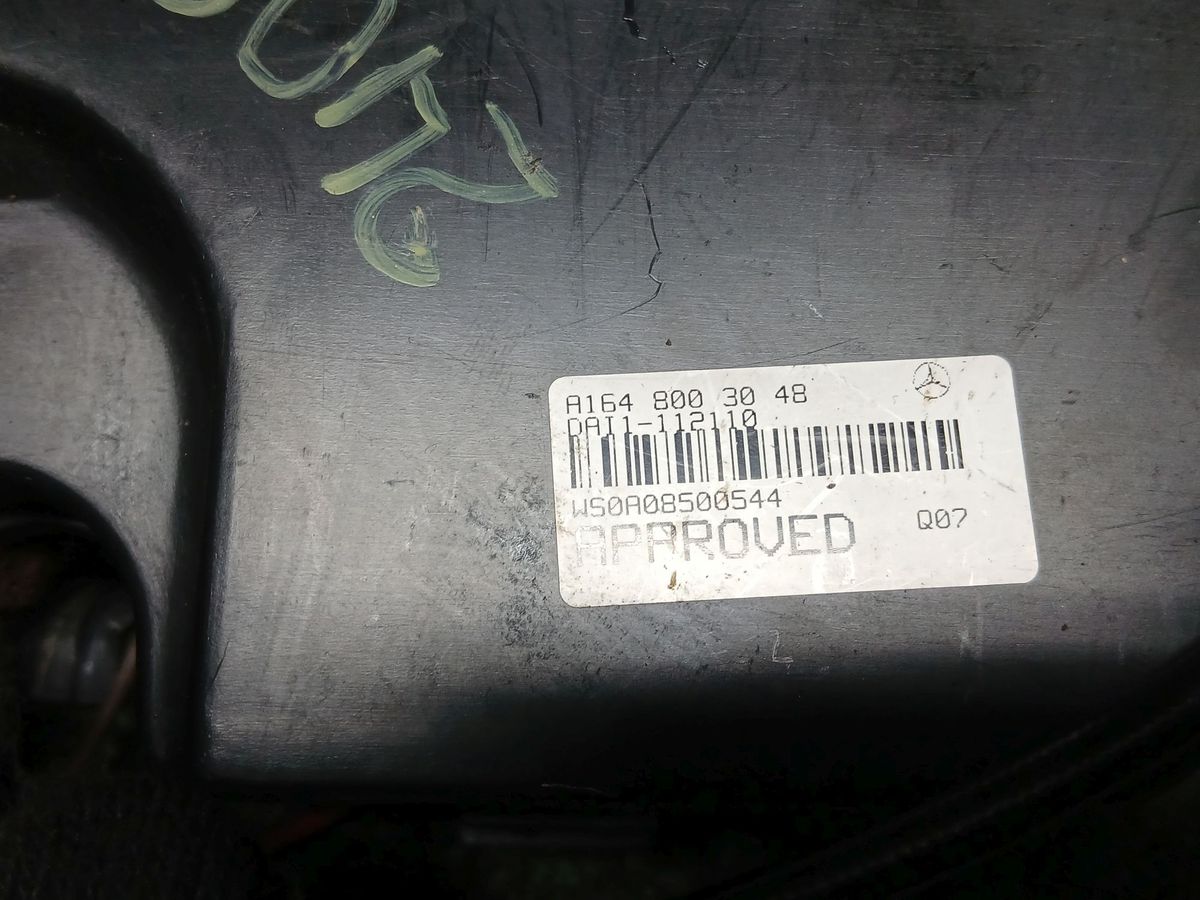 A164 800 30 48
DAI1-112110
WS0A08500544
APPROVED
Q07